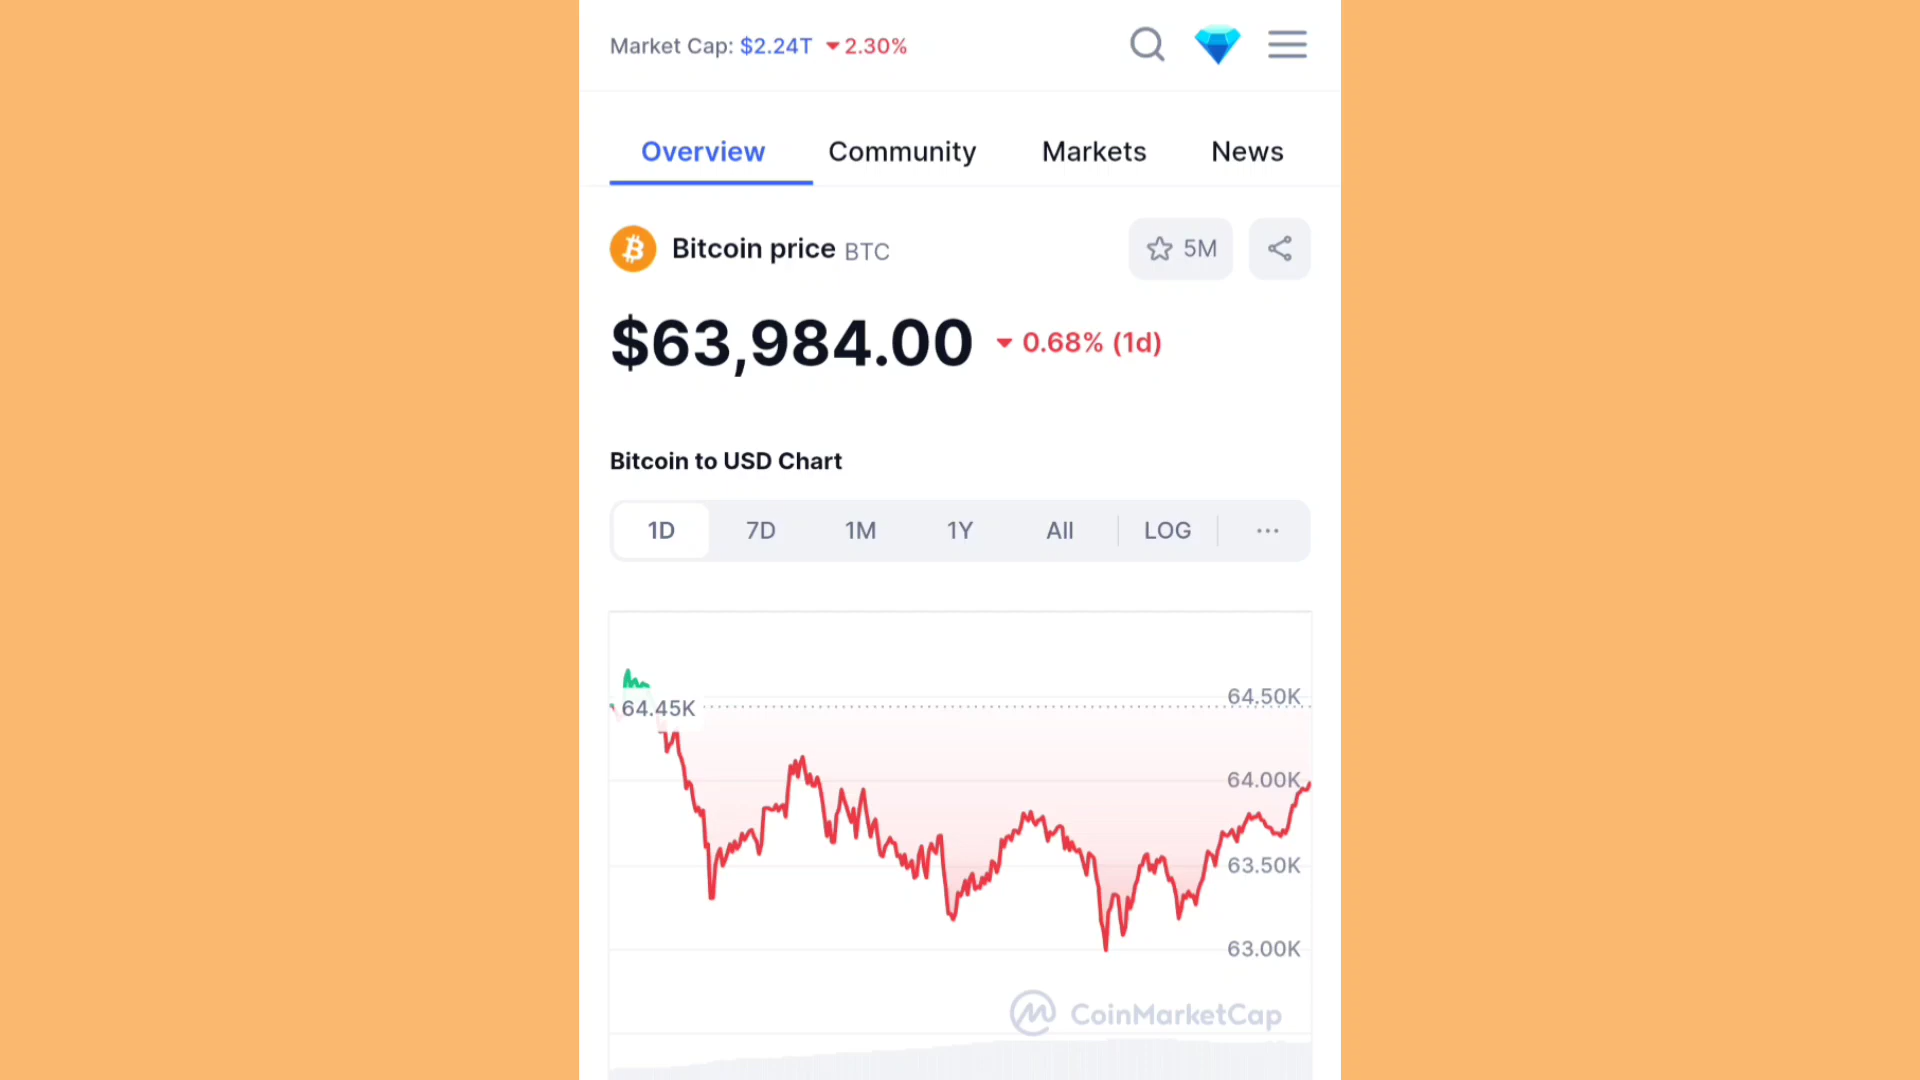 Market Cap: $2.24T 2.30%
Overview Community Markets News
Bitcoin price BTC 5M
$63,984.00 0.68% (1d)
Bitcoin to USD Chart
1D 7D 1M 1Y All LOG ...
64.50K
64.45K
64.00K
63.50K
63.00K
CoinMarketCap